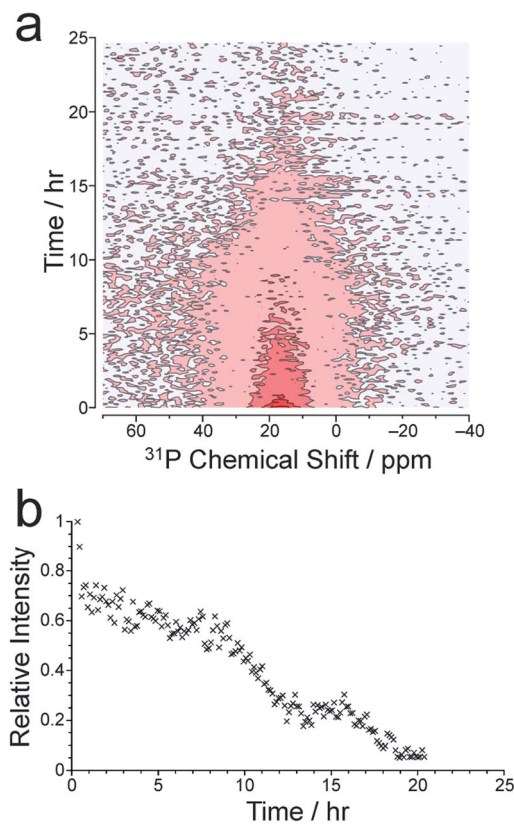 a
25
20
15
10
5
0
Time / hr
60 40 20 0 −20 −40
³¹P Chemical Shift / ppm
b
1
0.8
0.6
0.4
0.2
0
Relative Intensity
0 5 10 15 20 25
Time / hr